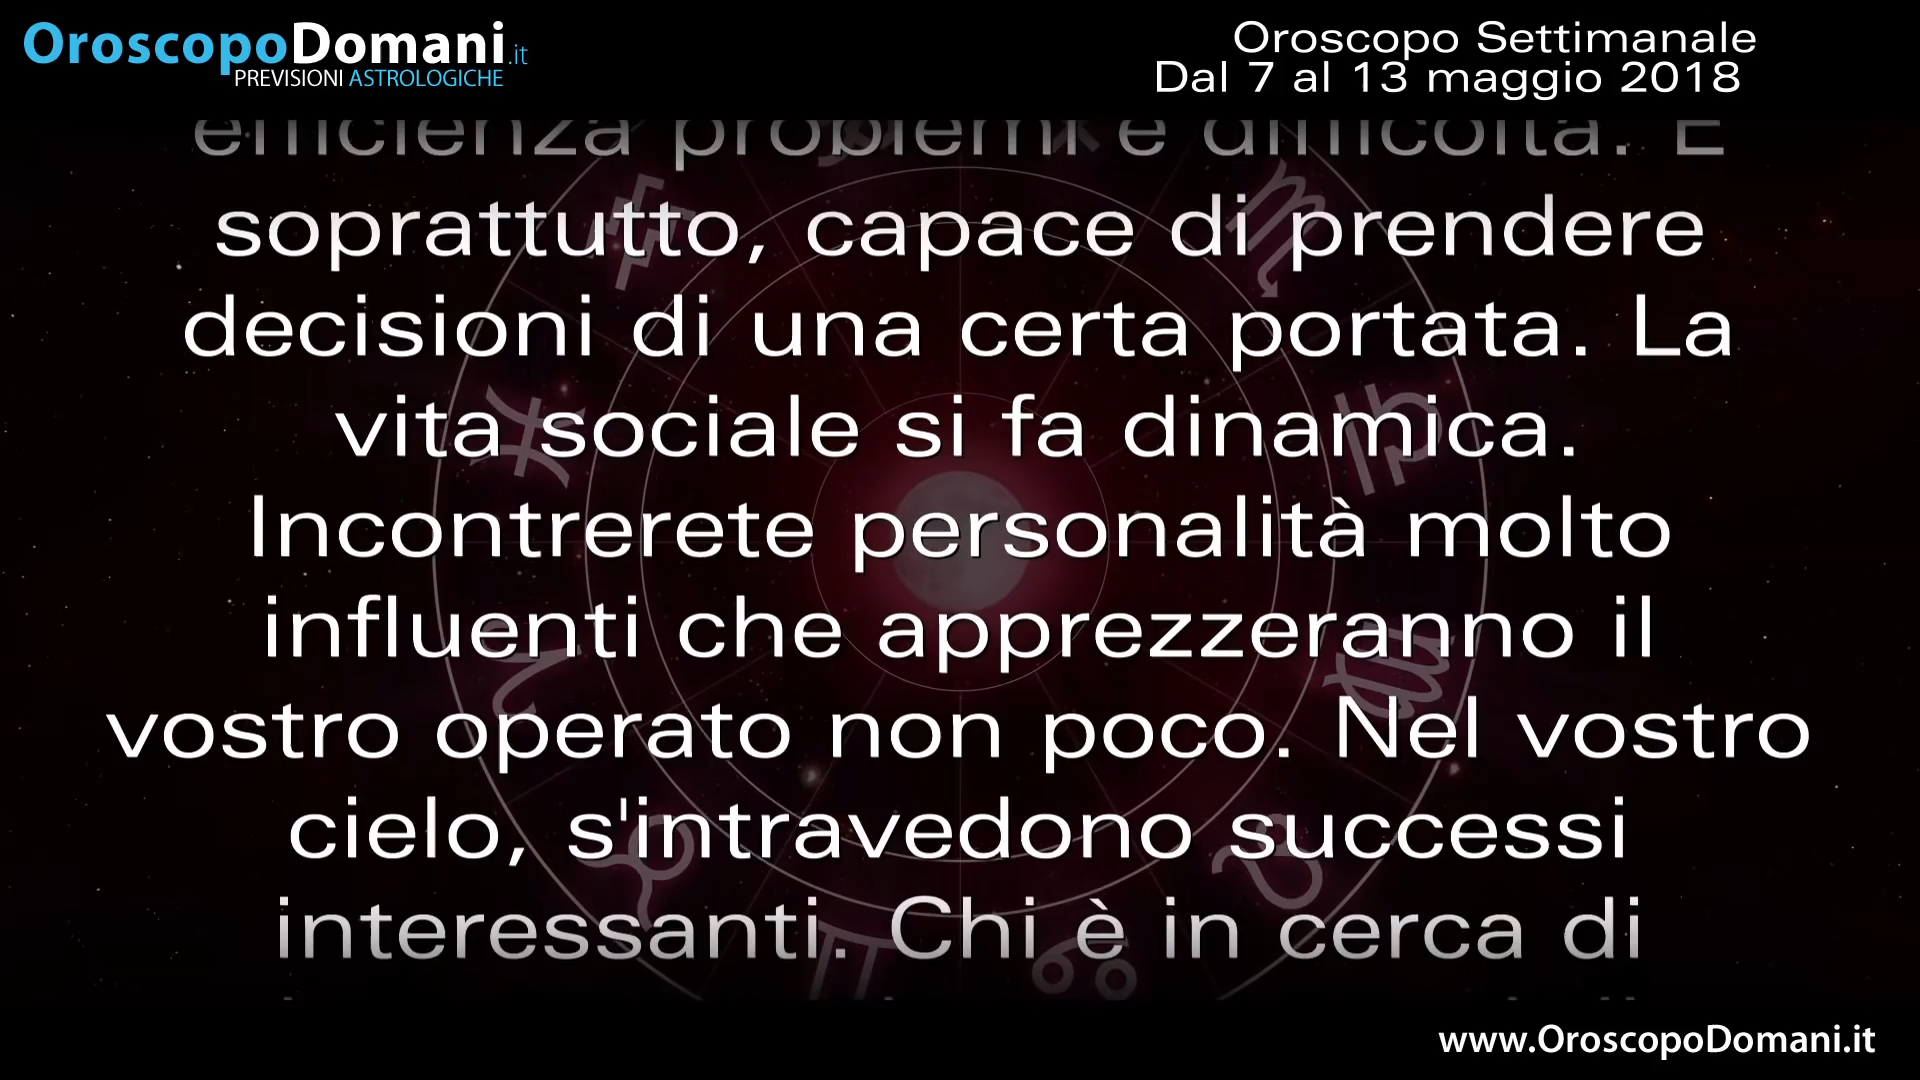 OroscopoDomani.it
PREVISIONI ASTROLOGICHE
Oroscopo Settimanale
Dal 7 al 13 maggio 2018
efficienza problemi e difficoltà. E
soprattutto, capace di prendere
decisioni di una certa portata. La
vita sociale si fa dinamica.
Incontrerete personalità molto
influenti che apprezzeranno il
vostro operato non poco. Nel vostro
cielo, s'intravedono successi
interessanti. Chi è in cerca di
www.OroscopoDomani.it